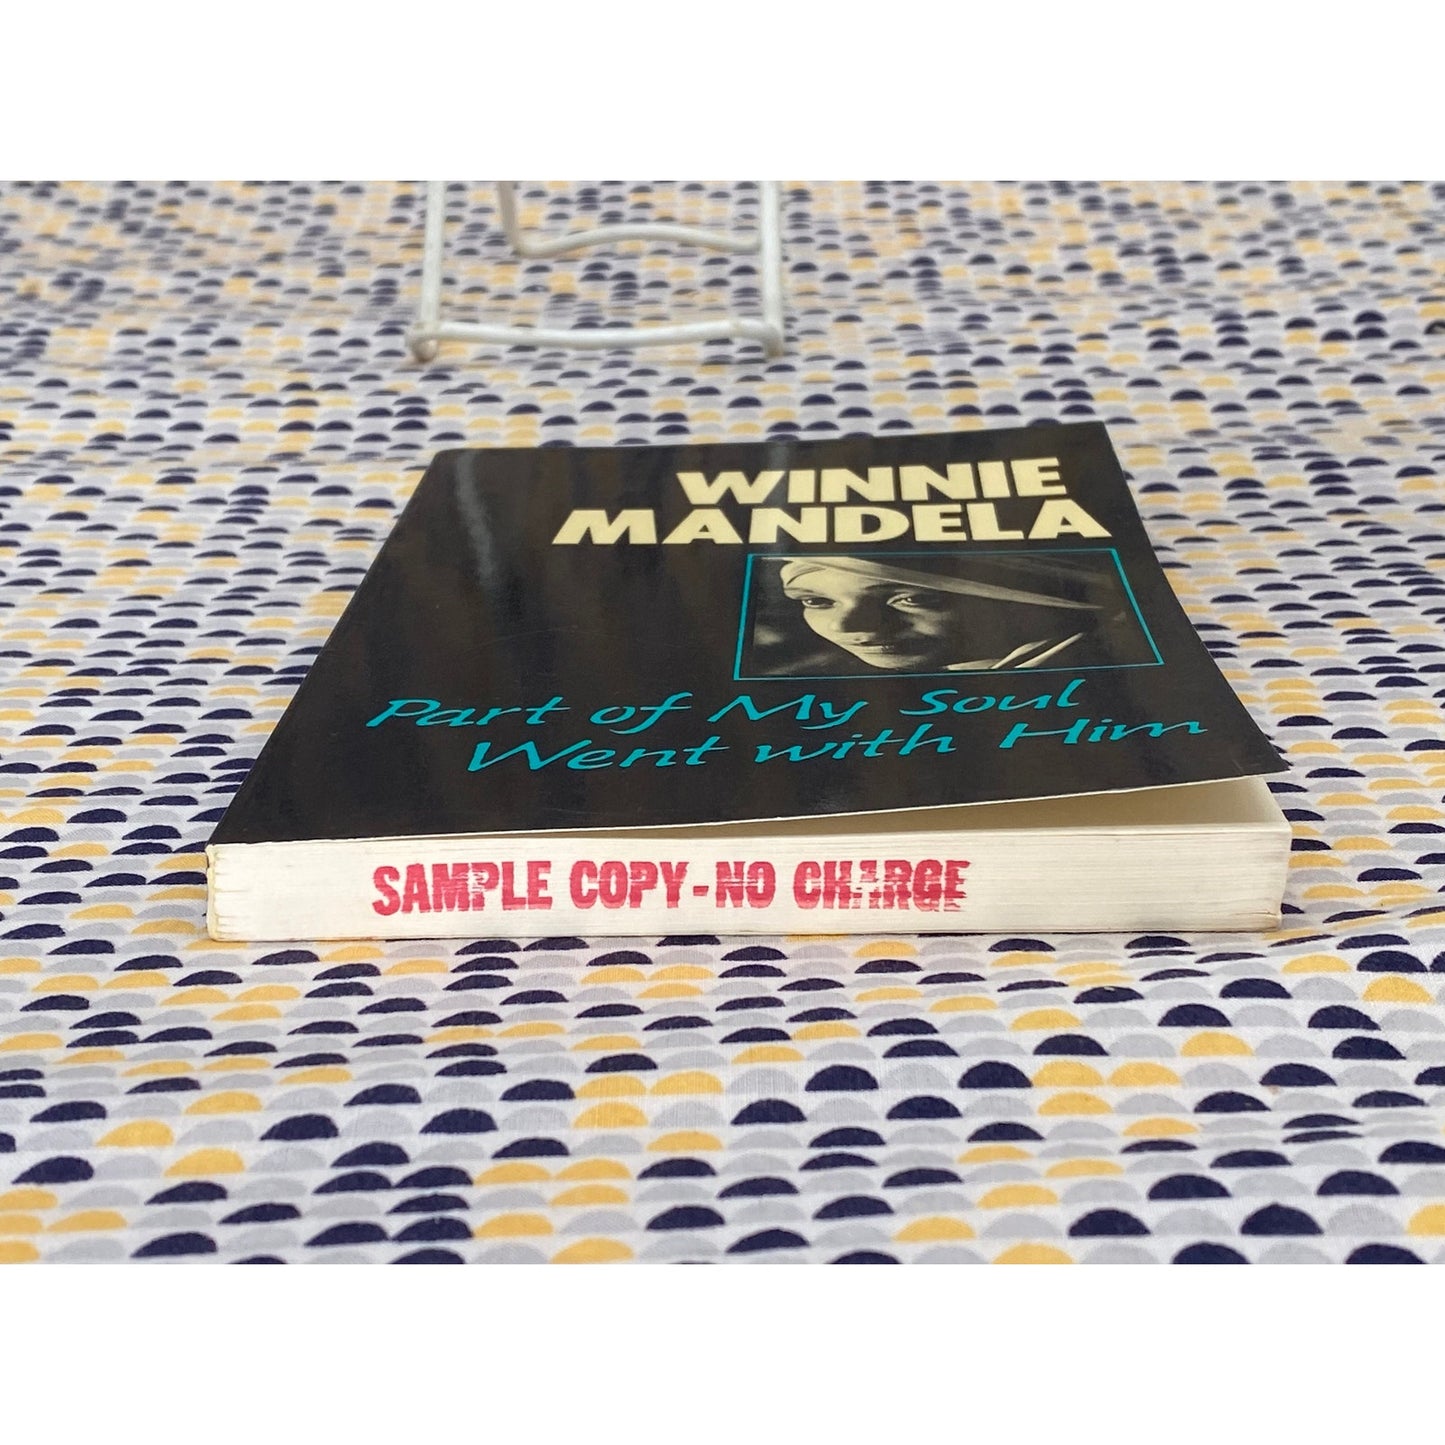 WINNIE
MANDELA
Part of My Soul
Went with Him
SAMPLE COPY-NO CHARGE